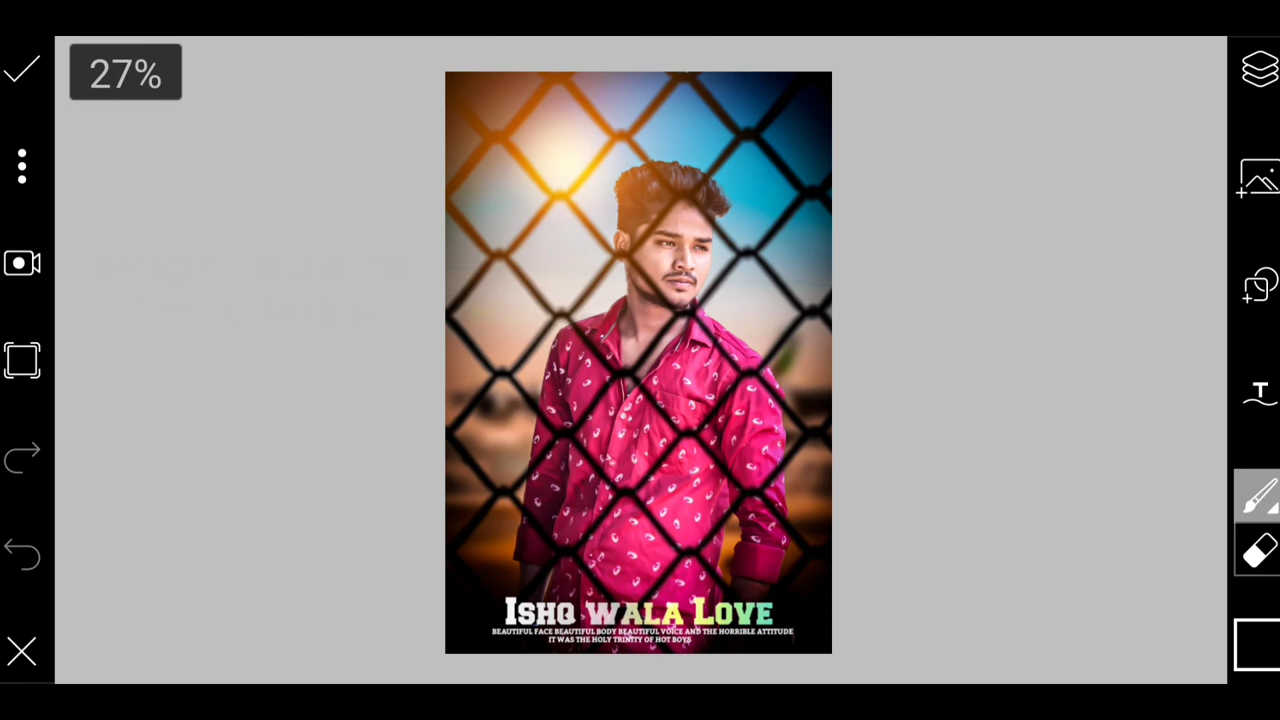 27%
ISHQ WALA LOVE
BEAUTIFUL FACE BEAUTIFUL BODY BEAUTIFUL VOICE AND THE HORRIBLE ATTITUDE
IT WAS THE HOLY TRINITY OF HOT BOYS
T